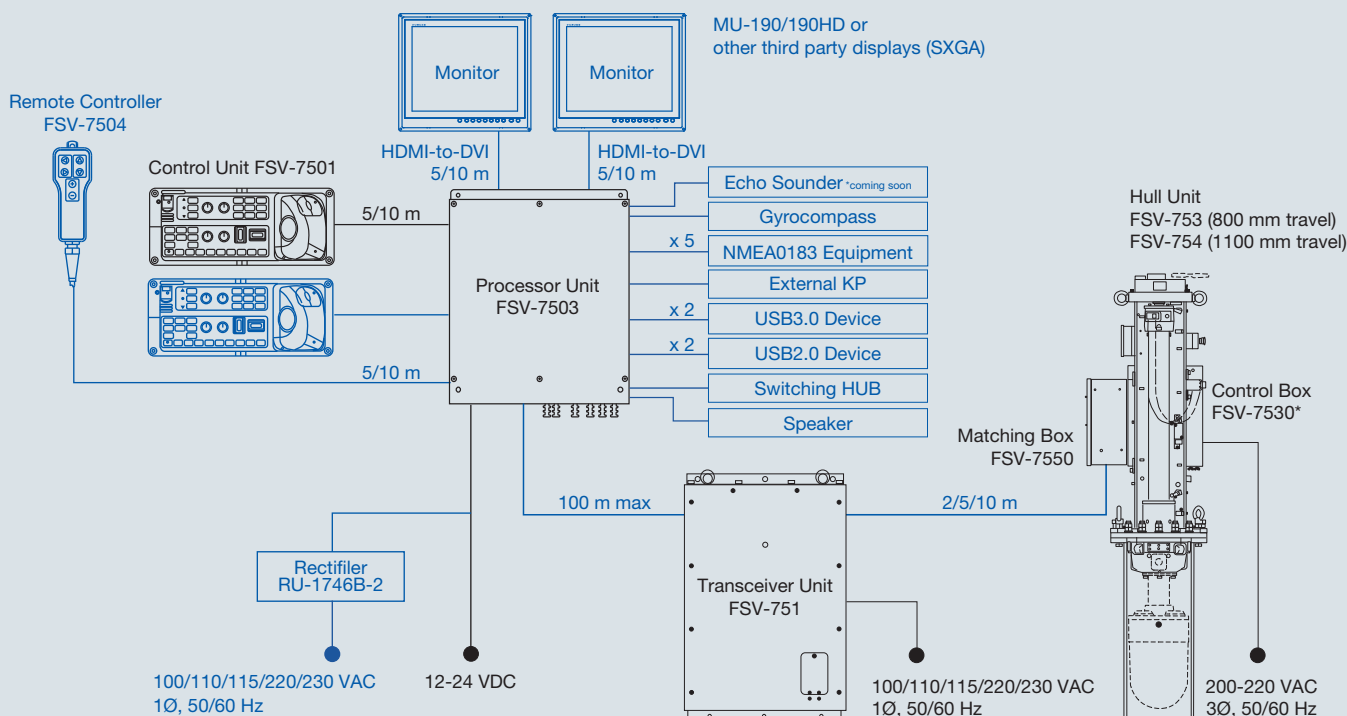 MU-190/190HD or
other third party displays (SXGA)
Monitor
Monitor
Remote Controller
FSV-7504
HDMI-to-DVI
5/10 m
HDMI-to-DVI
5/10 m
Control Unit FSV-7501
5/10 m
Echo Sounder *coming soon
Gyrocompass
x 5
NMEA0183 Equipment
External KP
x 2
USB3.0 Device
x 2
USB2.0 Device
Switching HUB
Speaker
Processor Unit
FSV-7503
5/10 m
Hull Unit
FSV-753 (800 mm travel)
FSV-754 (1100 mm travel)
Control Box
FSV-7530*
Matching Box
FSV-7550
100 m max
2/5/10 m
Rectifiler
RU-1746B-2
Transceiver Unit
FSV-751
100/110/115/220/230 VAC
1Ø, 50/60 Hz
12-24 VDC
100/110/115/220/230 VAC
1Ø, 50/60 Hz
200-220 VAC
3Ø, 50/60 Hz